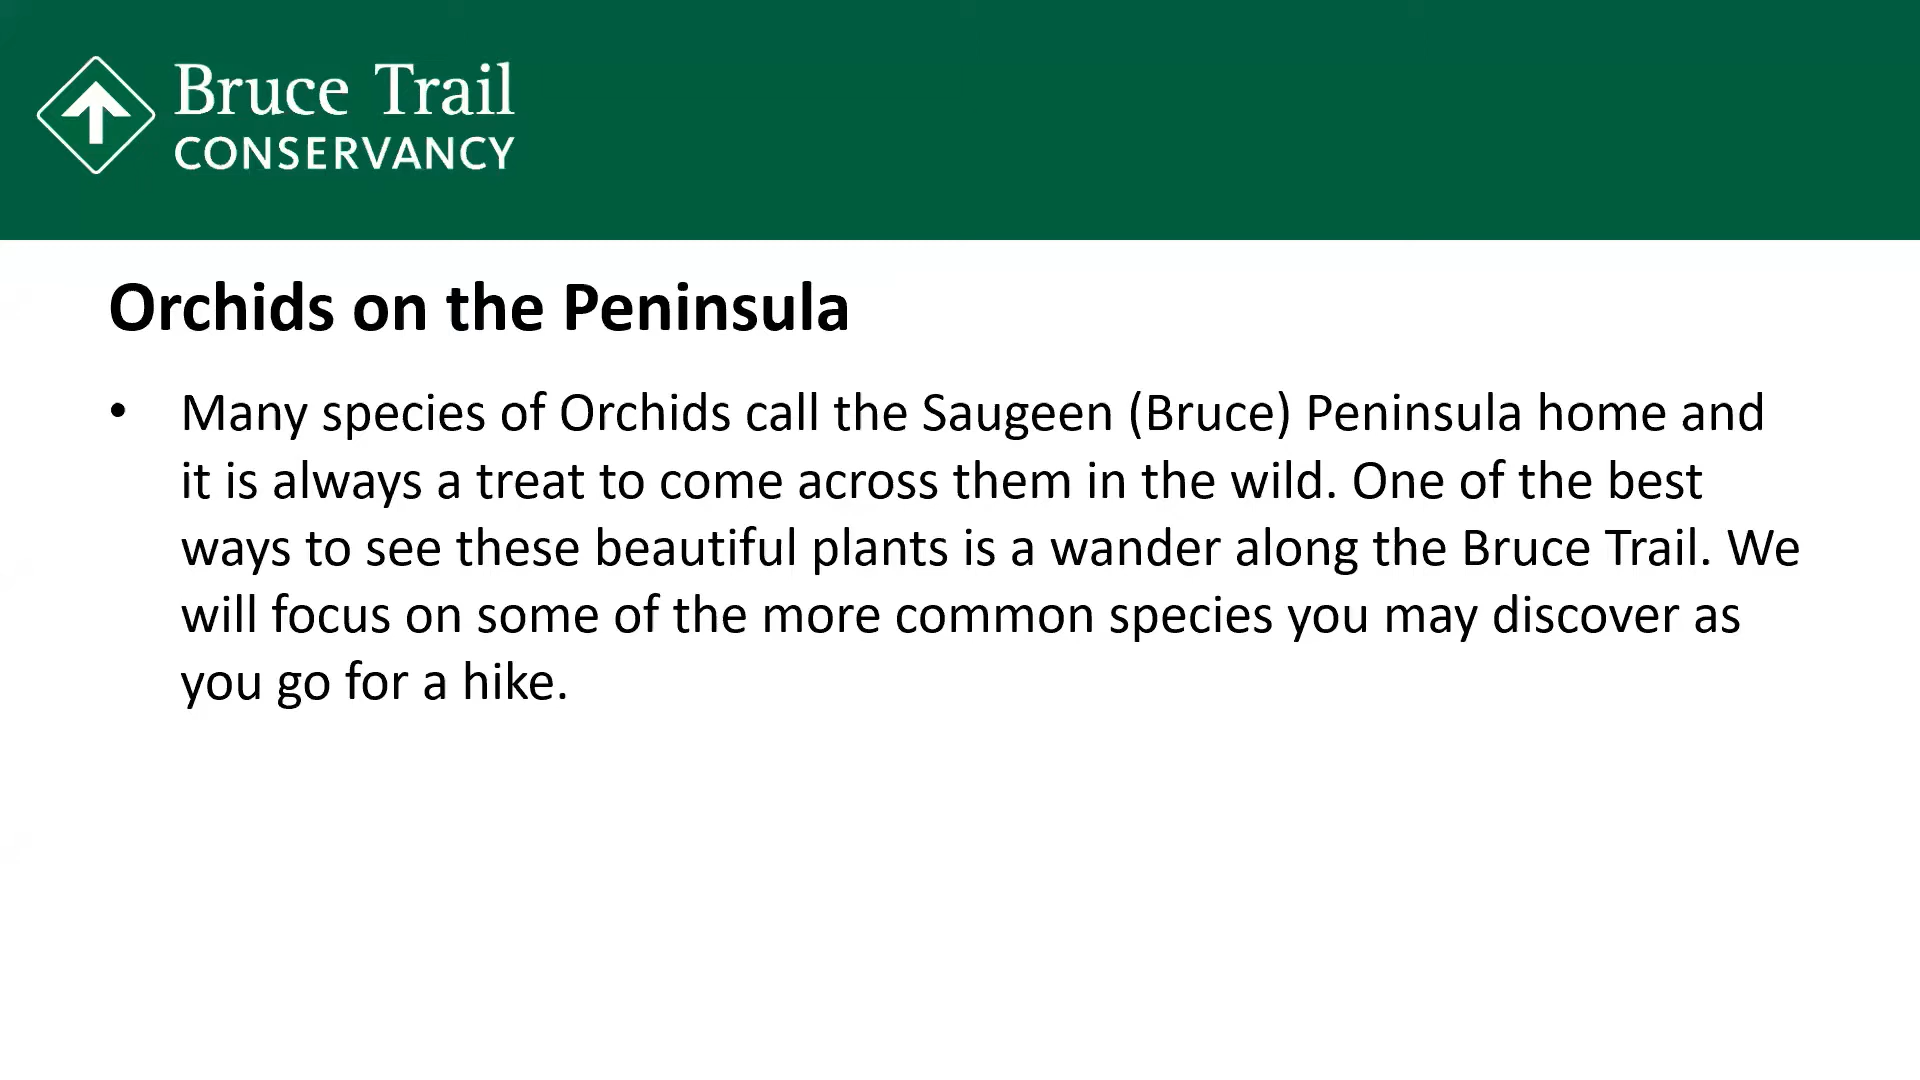 Bruce Trail
CONSERVANCY
Orchids on the Peninsula
• Many species of Orchids call the Saugeen (Bruce) Peninsula home and
it is always a treat to come across them in the wild. One of the best
ways to see these beautiful plants is a wander along the Bruce Trail. We
will focus on some of the more common species you may discover as
you go for a hike.